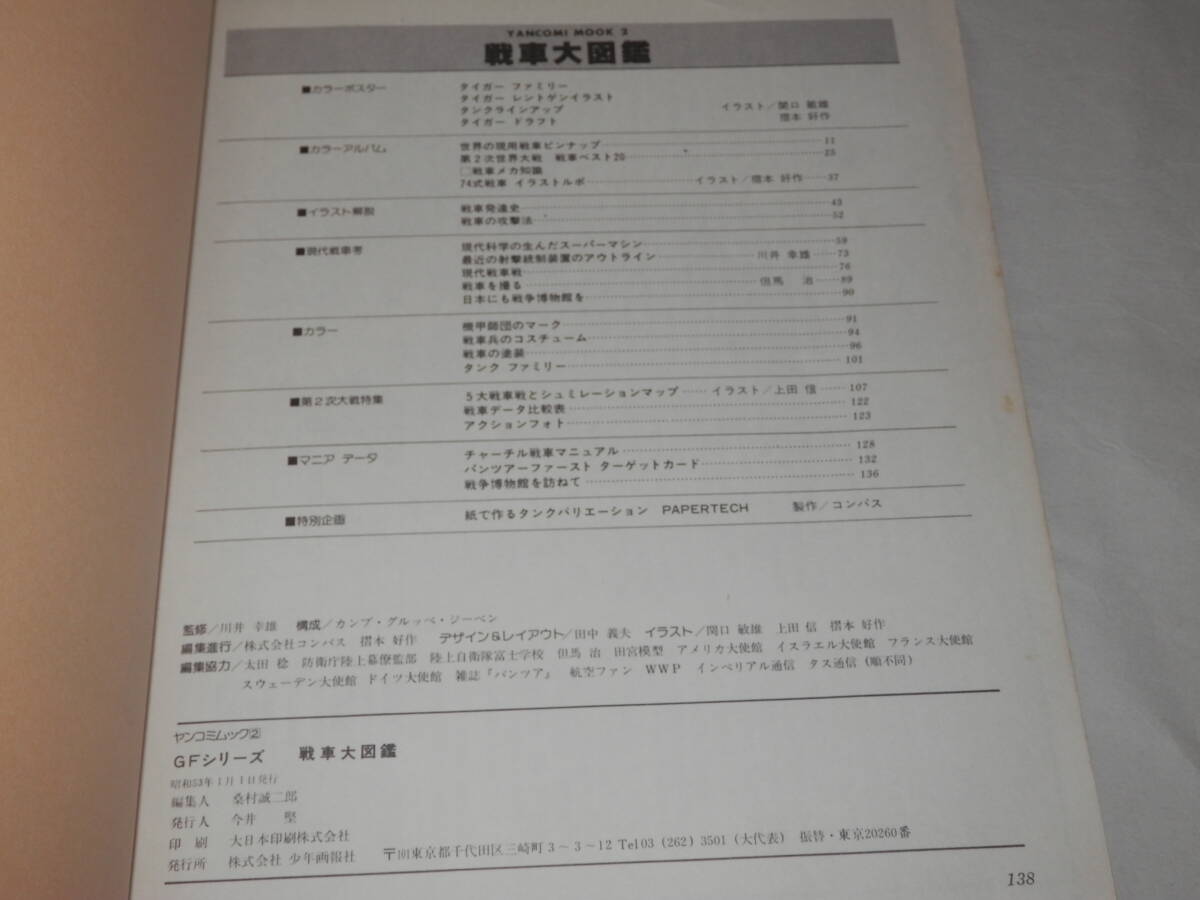 YANCOMI MOOK 2
戦車大図鑑
■カラーポスター
タイガー ファミリー
タイガー レントゲンイラスト
タンクラインアップ
タイガー ドラフト
イラスト/関口 敏雄
摺本 好作
■カラーアルバム
世界の現用戦車ピンナップ……11
第2次世界大戦 戦車ベスト20……25
□戦車メカ知識
74式戦車 イラストルポ……イラスト/摺本 好作……37
■イラスト解説
戦車発達史……43
戦車の攻撃法……52
■現代戦車考
現代科学の生んだスーパーマシン……59
最近の射撃統制装置のアウトライン……川井 幸雄……73
現代戦車戦……76
戦車を撮る……但馬 治……89
日本にも戦争博物館を……90
■カラー
機甲師団のマーク……91
戦車兵のコスチューム……94
戦車の塗装……96
タンク ファミリー……101
■第2次大戦特集
5大戦車戦とシュミレーションマップ……イラスト/上田 信……107
戦車データ比較表……122
アクションフォト……123
■マニア データ
チャーチル戦車マニュアル……128
パンツアーファースト ターゲットカード……132
戦争博物館を訪ねて……136
■特別企画
紙で作るタンクバリエーション PAPERTECH 製作/コンパス
監修/川井 幸雄 構成/カンプ・グルッペ・ジーベン
編集進行/株式会社コンパス 摺本 好作 デザイン&レイアウト/田中 義夫 イラスト/関口 敏雄 上田 信 摺本 好作
編集協力/太田 稔 防衛庁陸上幕僚監部 陸上自衛隊富士学校 但馬 治 田宮模型 アメリカ大使館 イスラエル大使館 フランス大使館
スウェーデン大使館 ドイツ大使館 雑誌『パンツア』 航空ファン WWP インペリアル通信 タス通信(順不同)
ヤンコミムック②
GFシリーズ 戦車大図鑑
昭和53年1月1日発行
編集人 桑村誠二郎
発行人 今井 堅
印刷 大日本印刷株式会社
発行所 株式会社 少年画報社 〒101東京都千代田区三崎町3~3~12 Tel 03 (262) 3501 (大代表) 振替・東京20260番
138